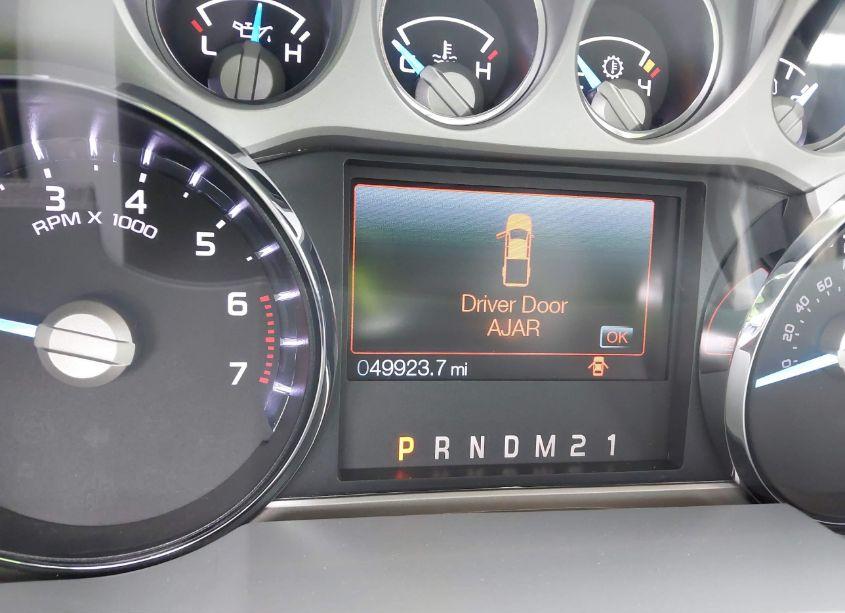 L H
C H
4
3
4
RPM X 1000
5
6
7
Driver Door
AJAR
OK
049923.7 mi
P R N D M 2 1
60
40
20
0